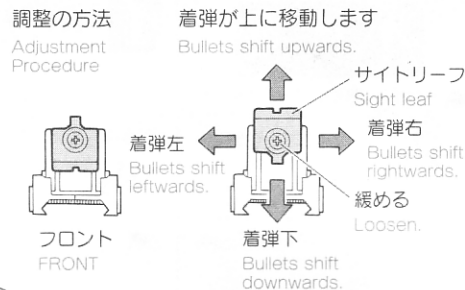 調整の方法
Adjustment
Procedure
着弾が上に移動します
Bullets shift upwards.
サイトリーフ
Sight leaf
着弾左
Bullets shift
leftwards.
着弾右
Bullets shift
rightwards.
緩める
Loosen.
フロント
FRONT
着弾下
Bullets shift
downwards.